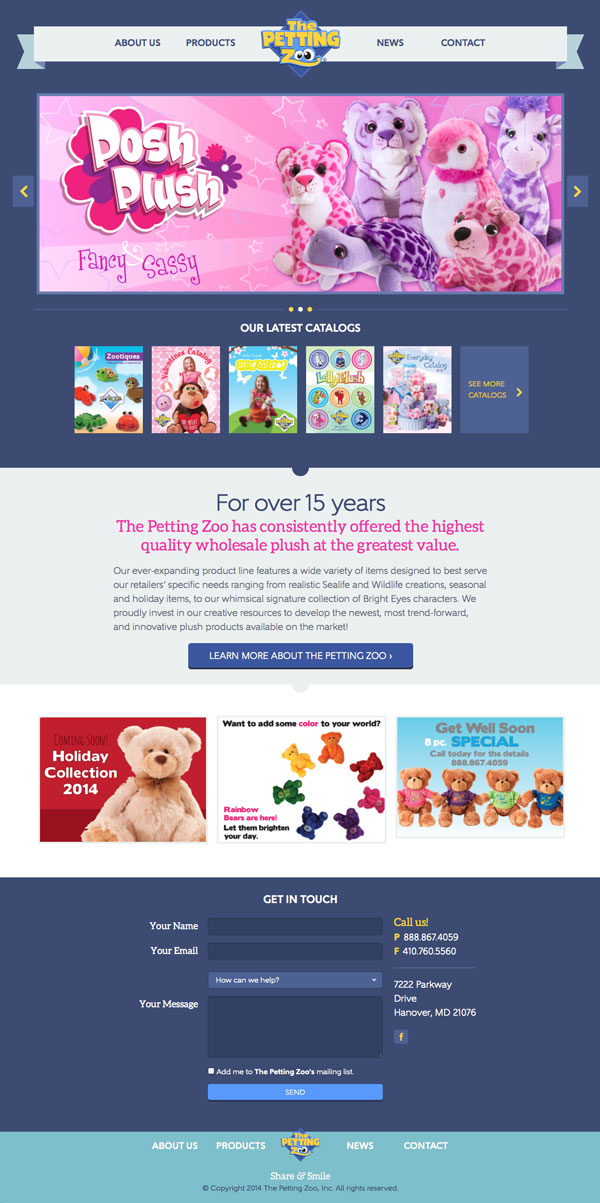 ABOUT US
PRODUCTS
The
PETTING
ZOO
NEWS
CONTACT
Posh
Plush
Fancy & Sassy
OUR LATEST CATALOGS
Zootiques
Valentines Catalog
LollyPlush
Everyday
Catalog
SEE MORE
CATALOGS
For over 15 years
The Petting Zoo has consistently offered the highest
quality wholesale plush at the greatest value.
Our ever-expanding product line features a wide variety of items designed to best serve
our retailers' specific needs ranging from realistic Sealife and Wildlife creations, seasonal
and holiday items, to our whimsical signature collection of Bright Eyes characters. We
proudly invest in our creative resources to develop the newest, most trend-forward,
and innovative plush products available on the market!
LEARN MORE ABOUT THE PETTING ZOO ›
COMING SOON!
Holiday
Collection
2014
Want to add some color to your world?
Rainbow
Bears are here!
Let them brighten
your day.
Get Well Soon
8 pc. SPECIAL
Call today for the details
888.867.4059
GET IN TOUCH
Your Name
Your Email
How can we help?
Your Message
Add me to The Petting Zoo's mailing list.
SEND
Call us!
P 888.867.4059
F 410.760.5560
7222 Parkway
Drive
Hanover, MD 21076
f
ABOUT US
PRODUCTS
The
PETTING
ZOO
NEWS
CONTACT
Share & Smile
© Copyright 2014 The Petting Zoo, Inc. All rights reserved.